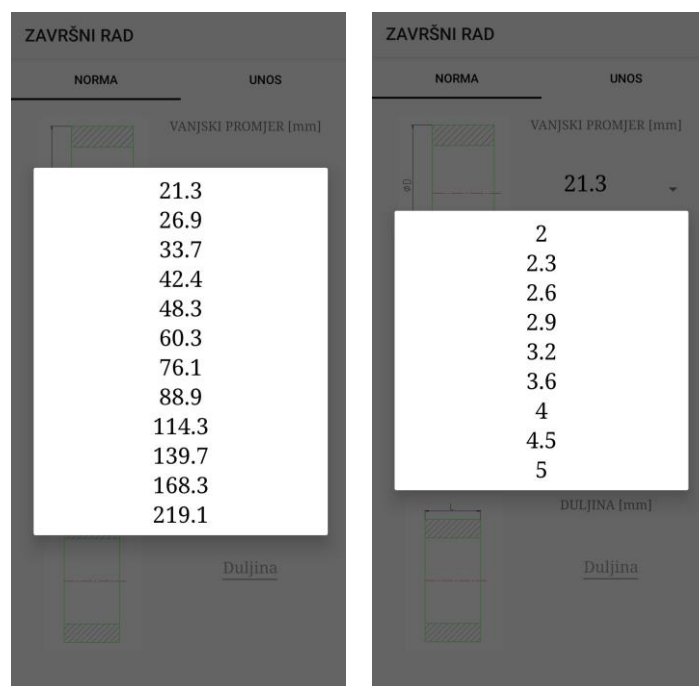 ZAVRŠNI RAD
NORMA UNOS
VANJSKI PROMJER [mm]
21.3
26.9
33.7
42.4
48.3
60.3
76.1
88.9
114.3
139.7
168.3
219.1
Duljina
ZAVRŠNI RAD
NORMA UNOS
VANJSKI PROMJER [mm]
⌀D
21.3
2
2.3
2.6
2.9
3.2
3.6
4
4.5
5
L
DULJINA [mm]
Duljina